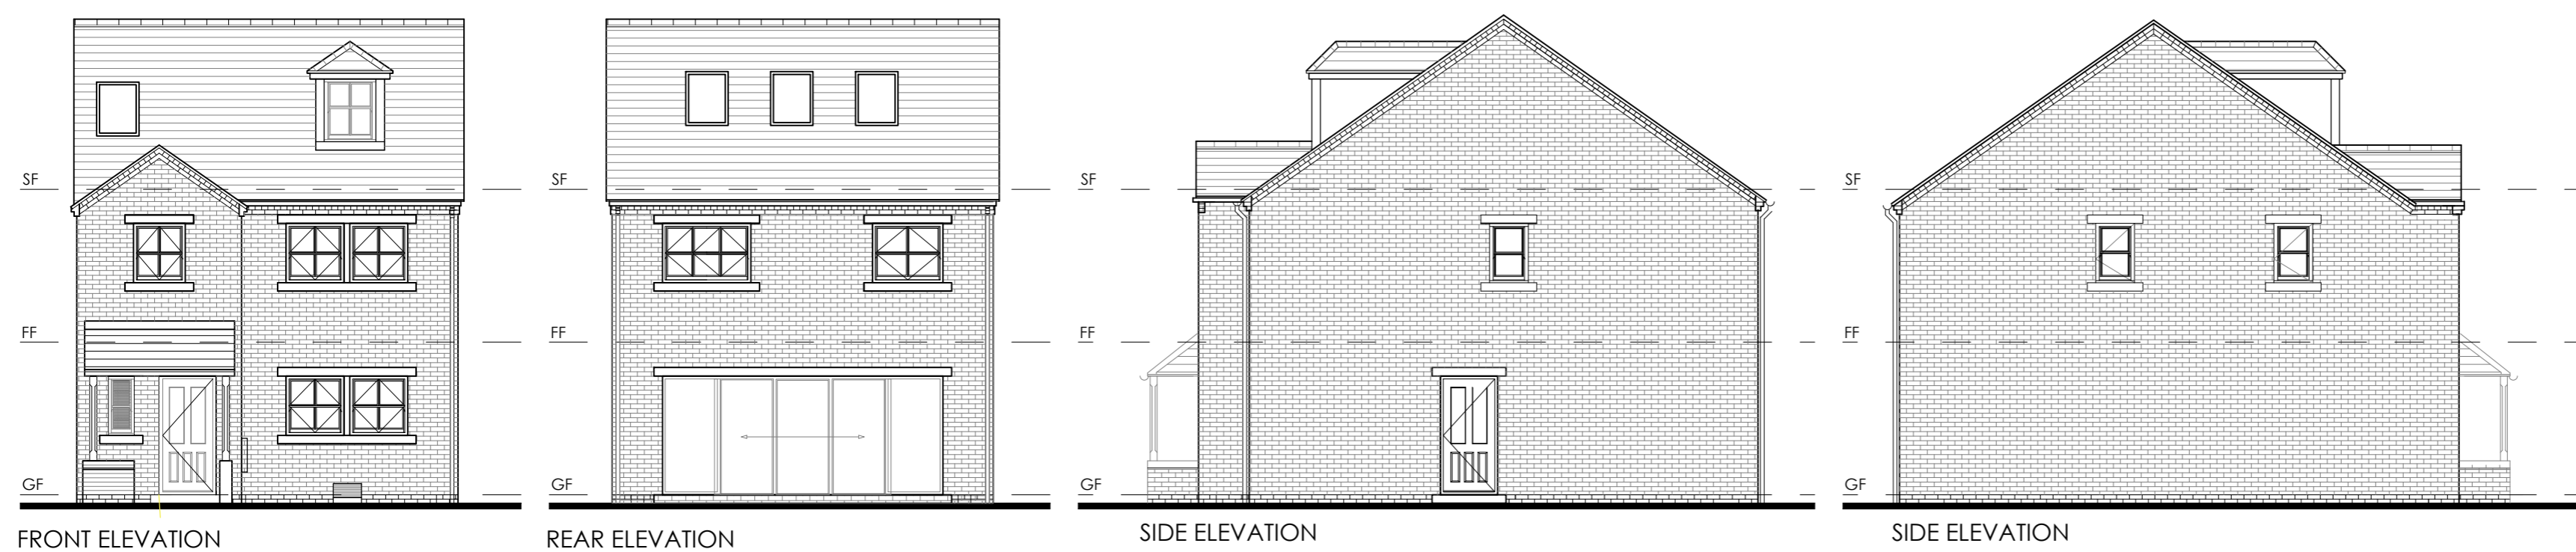 SF
FF
GF
FRONT ELEVATION
SF
FF
GF
REAR ELEVATION
SF
FF
GF
SIDE ELEVATION
SF
FF
GF
SIDE ELEVATION